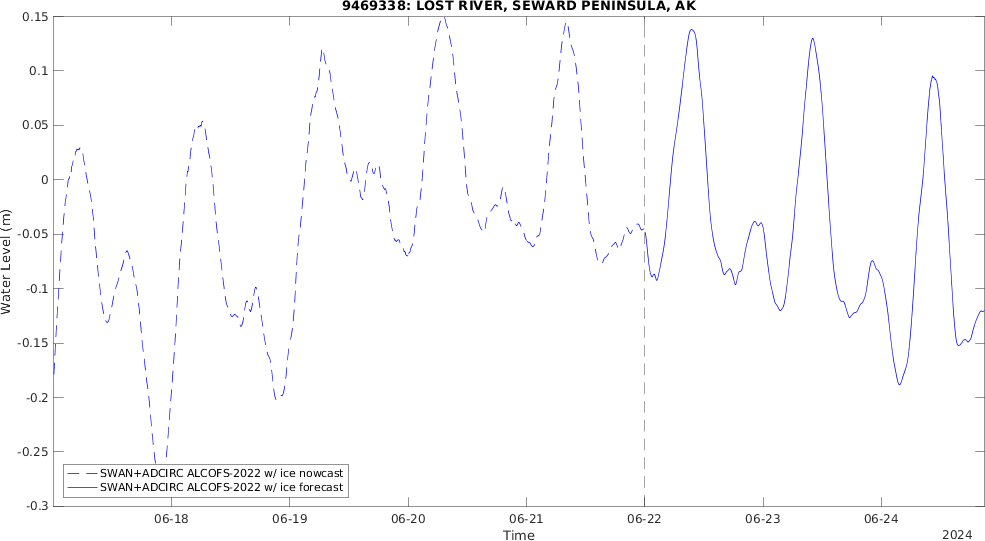 9469338: LOST RIVER, SEWARD PENINSULA, AK
0.15
0.1
0.05
0
-0.05
-0.1
-0.15
-0.2
-0.25
-0.3
Water Level (m)
SWAN+ADCIRC ALCOFS-2022 w/ ice nowcast
SWAN+ADCIRC ALCOFS-2022 w/ ice forecast
06-18 06-19 06-20 06-21 06-22 06-23 06-24
Time
2024